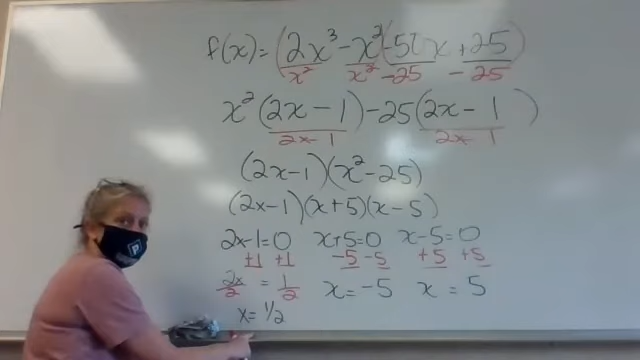 f(x) = (2x³ - x²)(-50x + 25)
x² x² -25 -25
x²(2x - 1) - 25(2x - 1)
2x-1 2x-1
(2x-1)(x² - 25)
(2x-1)(x+5)(x-5)
2x-1=0 x+5=0 x-5=0
+1 +1 -5 -5 +5 +5
2x/2 = 1/2 x=-5 x = 5
x= 1/2
P